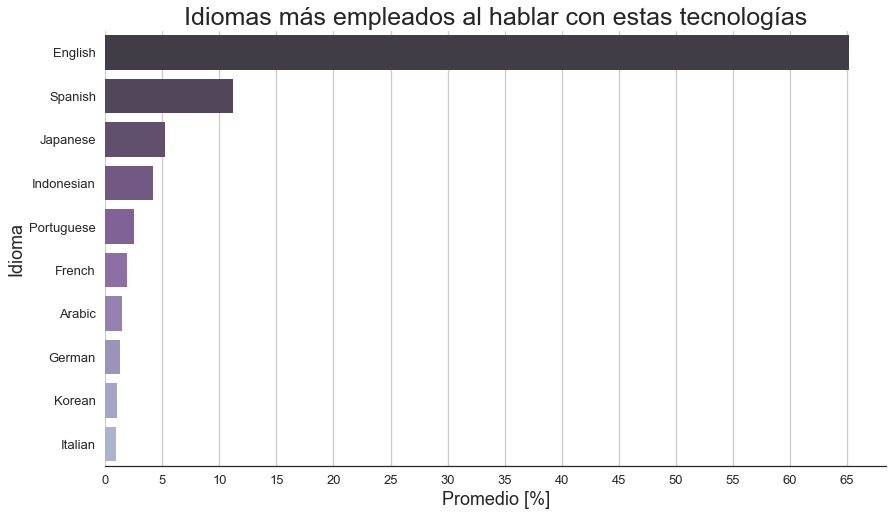 Idiomas más empleados al hablar con estas tecnologías
English
Spanish
Japanese
Indonesian
Portuguese
French
Arabic
German
Korean
Italian
Idioma
0 5 10 15 20 25 30 35 40 45 50 55 60 65
Promedio [%]